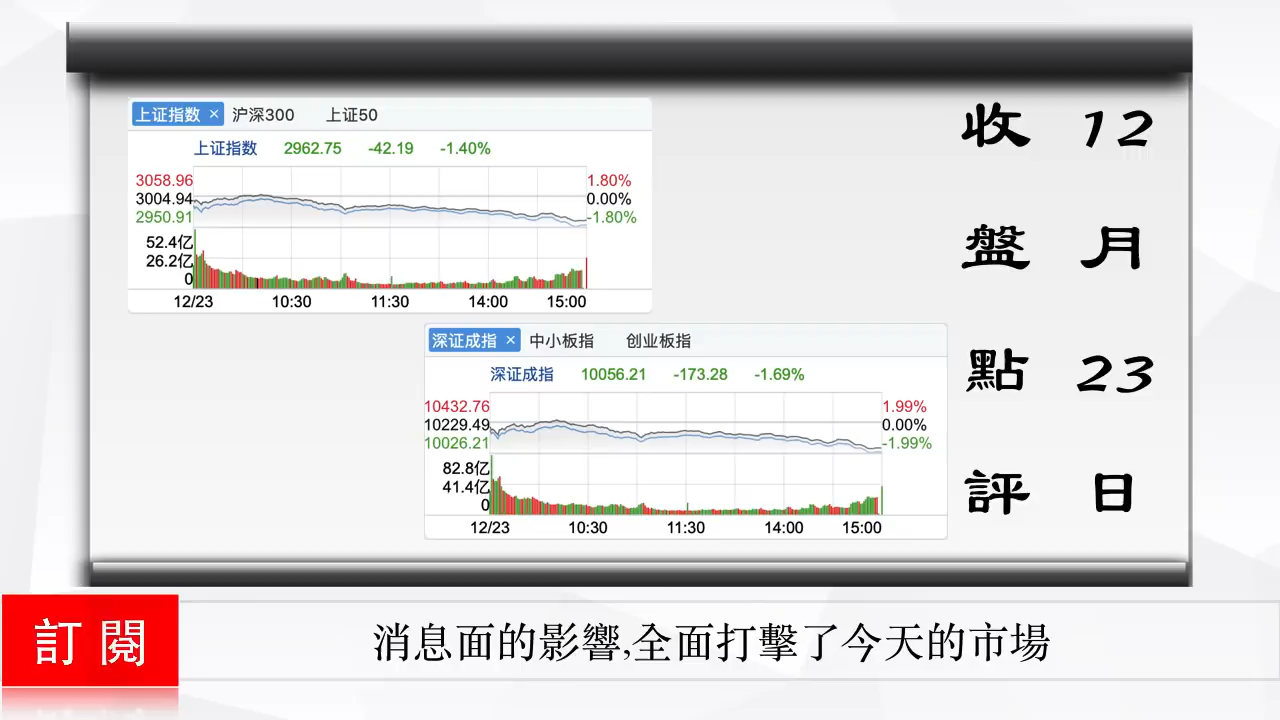 上证指数 × 沪深300 上证50
上证指数 2962.75 -42.19 -1.40%
3058.96 1.80%
3004.94 0.00%
2950.91 -1.80%
52.4亿
26.2亿
0
12/23 10:30 11:30 14:00 15:00
深证成指 × 中小板指 创业板指
深证成指 10056.21 -173.28 -1.69%
10432.76 1.99%
10229.49 0.00%
10026.21 -1.99%
82.8亿
41.4亿
0
12/23 10:30 11:30 14:00 15:00
12月23日
收盤點評
訂閱
消息面的影響,全面打擊了今天的市場